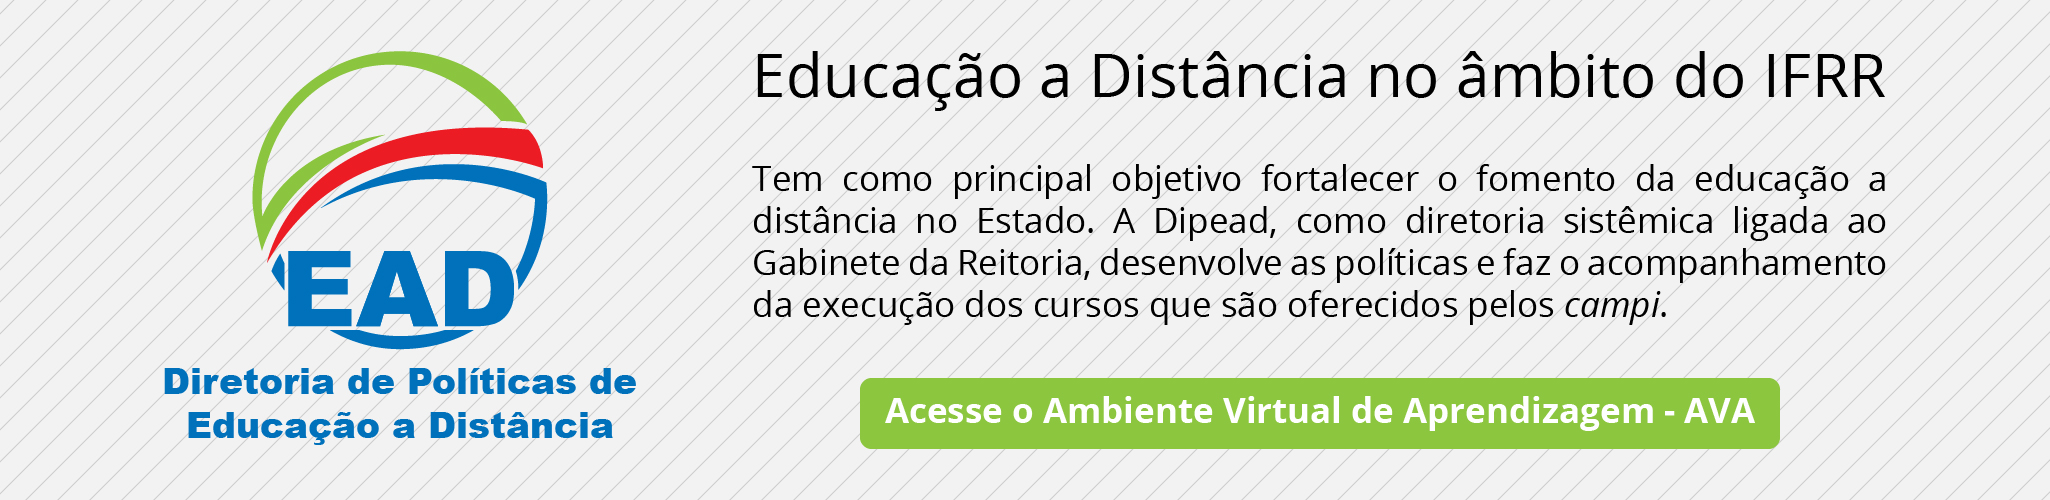 EAD
Diretoria de Políticas de
Educação a Distância
Educação a Distância no âmbito do IFRR
Tem como principal objetivo fortalecer o fomento da educação a
distância no Estado. A Dipead, como diretoria sistêmica ligada ao
Gabinete da Reitoria, desenvolve as políticas e faz o acompanhamento
da execução dos cursos que são oferecidos pelos campi.
Acesse o Ambiente Virtual de Aprendizagem - AVA